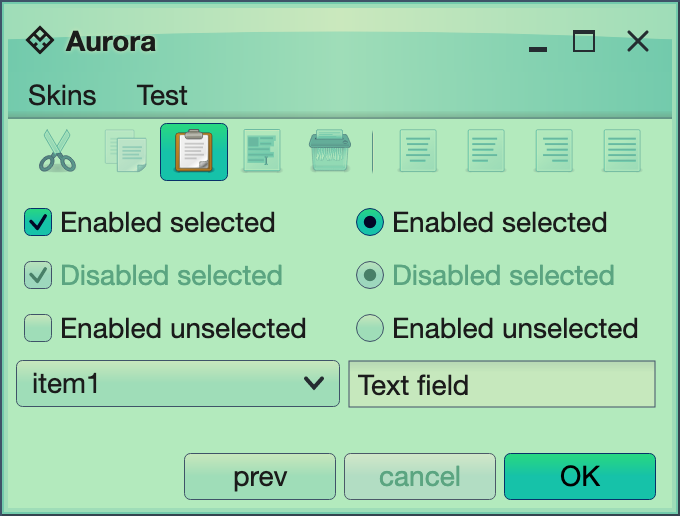 Aurora
Skins Test
Enabled selected Enabled selected
Disabled selected Disabled selected
Enabled unselected Enabled unselected
item1 Text field
prev cancel OK